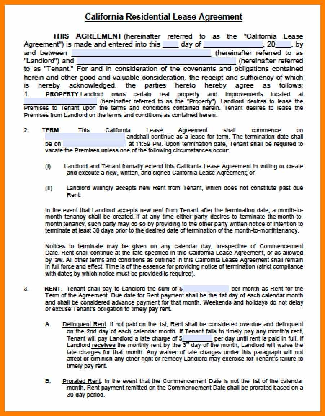 California Residential Lease Agreement
THIS AGREEMENT (hereinafter referred to as the "California Lease
Agreement") is made and entered into this ____ day of ________, 20___, by
and between ________ (hereinafter referred to as
"Landlord") and ________ (hereinafter referred
to as "Tenant." For and in consideration of the covenants and obligations contained
herein and other good and valuable consideration, the receipt and sufficiency of which
is hereby acknowledged, the parties hereto hereby agree as follows:
1. PROPERTY. Landlord owns certain real property and improvements located at
________ (hereinafter referred to as the "Property"). Landlord desires to lease the
Premises to Tenant upon the terms and conditions contained herein. Tenant desires to lease the
Premises from Landlord on the terms and conditions as contained herein.
2. TERM. This California Lease Agreement shall commence on
________ and shall continue as a lease for term. The termination date shall
be on ________ at 11:59 PM. Upon termination date, Tenant shall be required to
vacate the Premises unless one of the following circumstances occur:
(i) Landlord and Tenant formally extend this California Lease Agreement in writing or create
and execute a new, written, and signed California Lease Agreement; or
(ii) Landlord willingly accepts new Rent from Tenant, which does not constitute past due
Rent.
In the event that Landlord accepts new rent from Tenant after the termination date, a month-to-
month tenancy shall be created. If at any time either party desires to terminate the month-to-
month tenancy, such party may do so by providing to the other party written notice of intention to
terminate at least 30 days prior to the desired date of termination of the month-to-month tenancy.
Notices to terminate may be given on any calendar day, irrespective of Commencement
Date. Rent shall continue at the rate specified in this California Lease Agreement, or as allowed
by law. All other terms and conditions as outlined in this California Lease Agreement shall remain
in full force and effect. Time is of the essence for providing notice of termination (strict compliance
with dates by which notice must be provided is required).
3. RENT. Tenant shall pay to Landlord the sum of $________ per month as Rent for the
Term of the Agreement. Due date for Rent payment shall be the 1st day of each calendar month
and shall be considered advance payment for that month. Weekends and holidays do not delay
or excuse Tenant's obligation to timely pay rent.
A. Delinquent Rent. If not paid on the 1st, Rent shall be considered overdue and delinquent
on the 2nd day of each calendar month. If Tenant fails to timely pay any month's rent,
Tenant will pay Landlord a late charge of $________ per day until rent is paid in full. If
Landlord receives the monthly rent by the 3rd day of the month, Landlord will waive the
late charges for that month. Any waiver of late charges under this paragraph will not
affect or diminish any other right or remedy Landlord may exercise for Tenant's failure to
timely pay rent.
B. Prorated Rent. In the event that the Commencement Date is not the 1st of the calendar
month, Rent payment remitted on the Commencement Date shall be prorated based on a
30-day period.